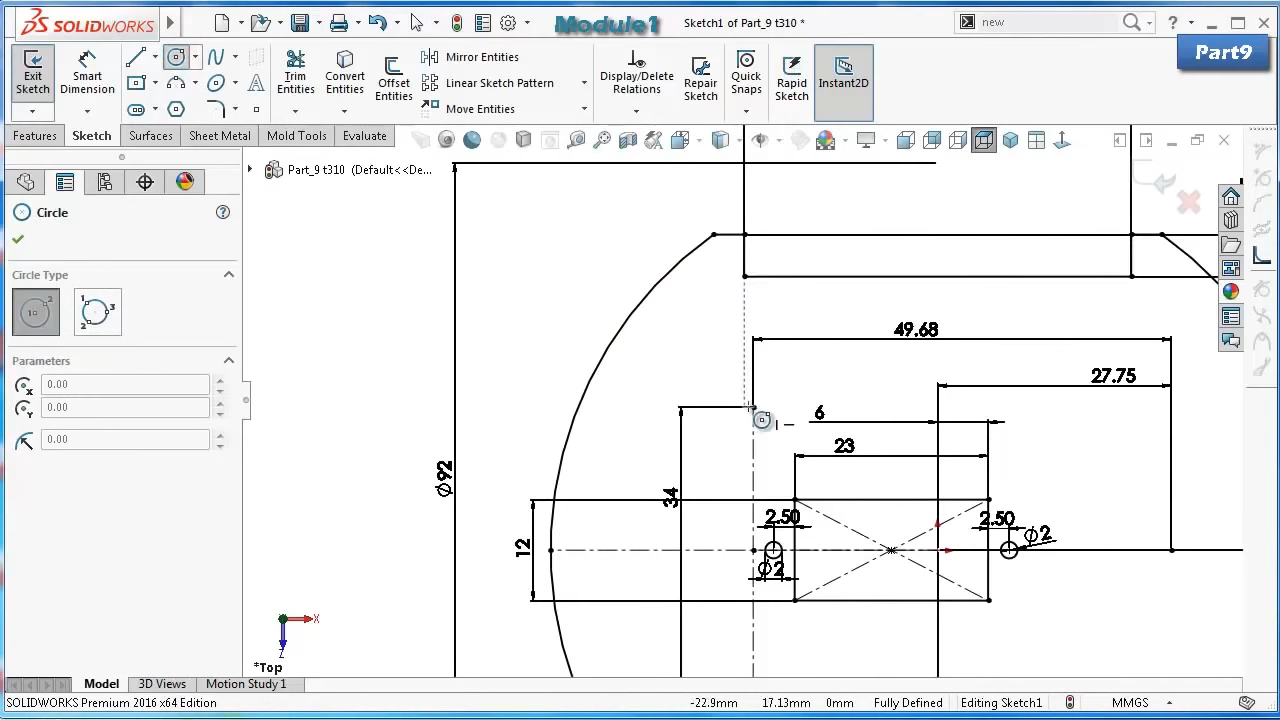 SOLIDWORKS
Module1
Sketch1 of Part_9 t310 *
new
Part9
Exit Sketch
Smart Dimension
Trim Entities
Convert Entities
Offset Entities
Mirror Entities
Linear Sketch Pattern
Move Entities
Display/Delete Relations
Repair Sketch
Quick Snaps
Rapid Sketch
Instant2D
Features
Sketch
Surfaces
Sheet Metal
Mold Tools
Evaluate
Part_9 t310 (Default<<De...
Circle
Circle Type
Parameters
0.00
0.00
0.00
49.68
27.75
6
23
34
⌀92
12
2.50
2.50
⌀2
⌀2
X
Z
*Top
Model
3D Views
Motion Study 1
SOLIDWORKS Premium 2016 x64 Edition
-22.9mm
17.13mm
0mm
Fully Defined
Editing Sketch1
MMGS